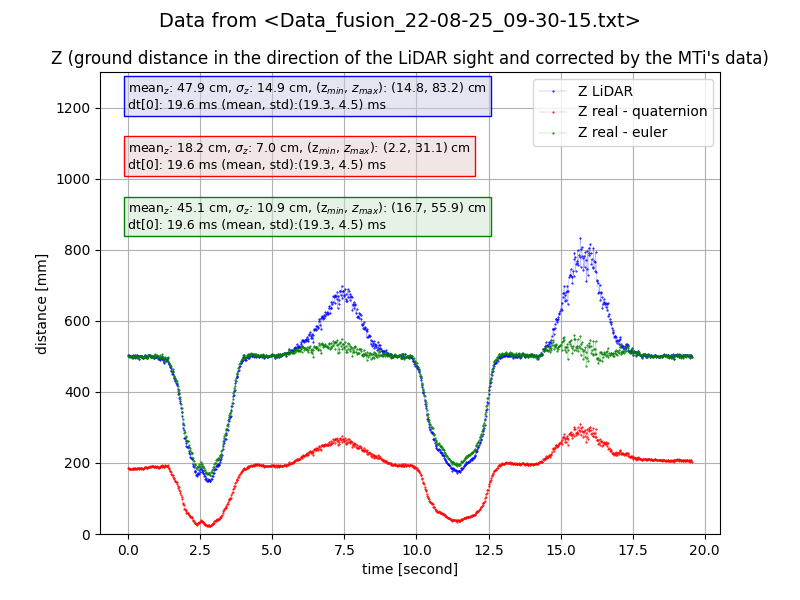 Data from <Data_fusion_22-08-25_09-30-15.txt>
Z (ground distance in the direction of the LiDAR sight and corrected by the MTi's data)
mean_z: 47.9 cm, σ_z: 14.9 cm, (z_min, z_max): (14.8, 83.2) cm
dt[0]: 19.6 ms (mean, std):(19.3, 4.5) ms
mean_z: 18.2 cm, σ_z: 7.0 cm, (z_min, z_max): (2.2, 31.1) cm
dt[0]: 19.6 ms (mean, std):(19.3, 4.5) ms
mean_z: 45.1 cm, σ_z: 10.9 cm, (z_min, z_max): (16.7, 55.9) cm
dt[0]: 19.6 ms (mean, std):(19.3, 4.5) ms
Z LiDAR
Z real - quaternion
Z real - euler
distance [mm]
1200
1000
800
600
400
200
0
0.0 2.5 5.0 7.5 10.0 12.5 15.0 17.5 20.0
time [second]